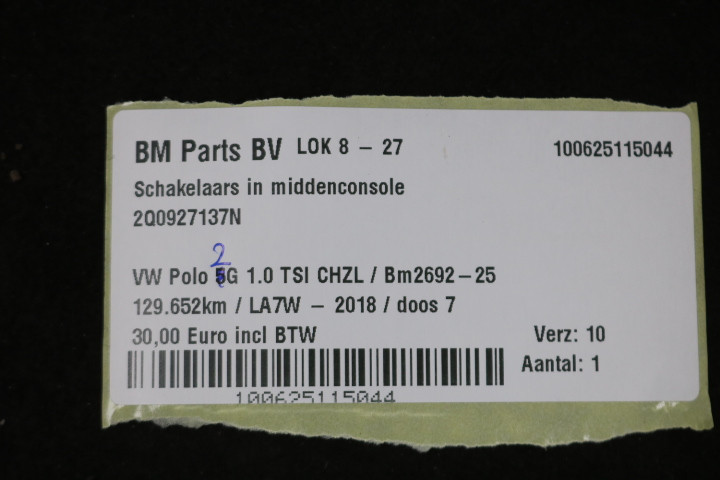 BM Parts BV LOK 8 - 27 100625115044
Schakelaars in middenconsole
2Q0927137N
2
VW Polo 6G 1.0 TSI CHZL / Bm2692-25
129.652km / LA7W - 2018 / doos 7
30,00 Euro incl BTW Verz: 10
Aantal: 1
100625115044